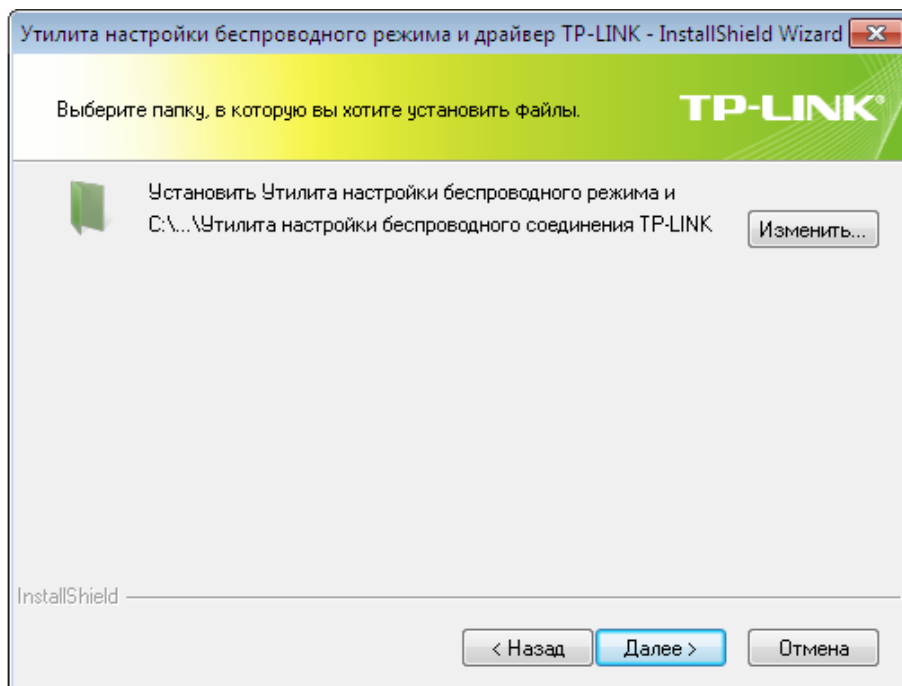 Утилита настройки беспроводного режима и драйвер TP-LINK - InstallShield Wizard
Выберите папку, в которую вы хотите установить файлы.
TP-LINK®
Установить Утилита настройки беспроводного режима и
C:\...\Утилита настройки беспроводного соединения TP-LINK
Изменить...
InstallShield
< Назад
Далее >
Отмена